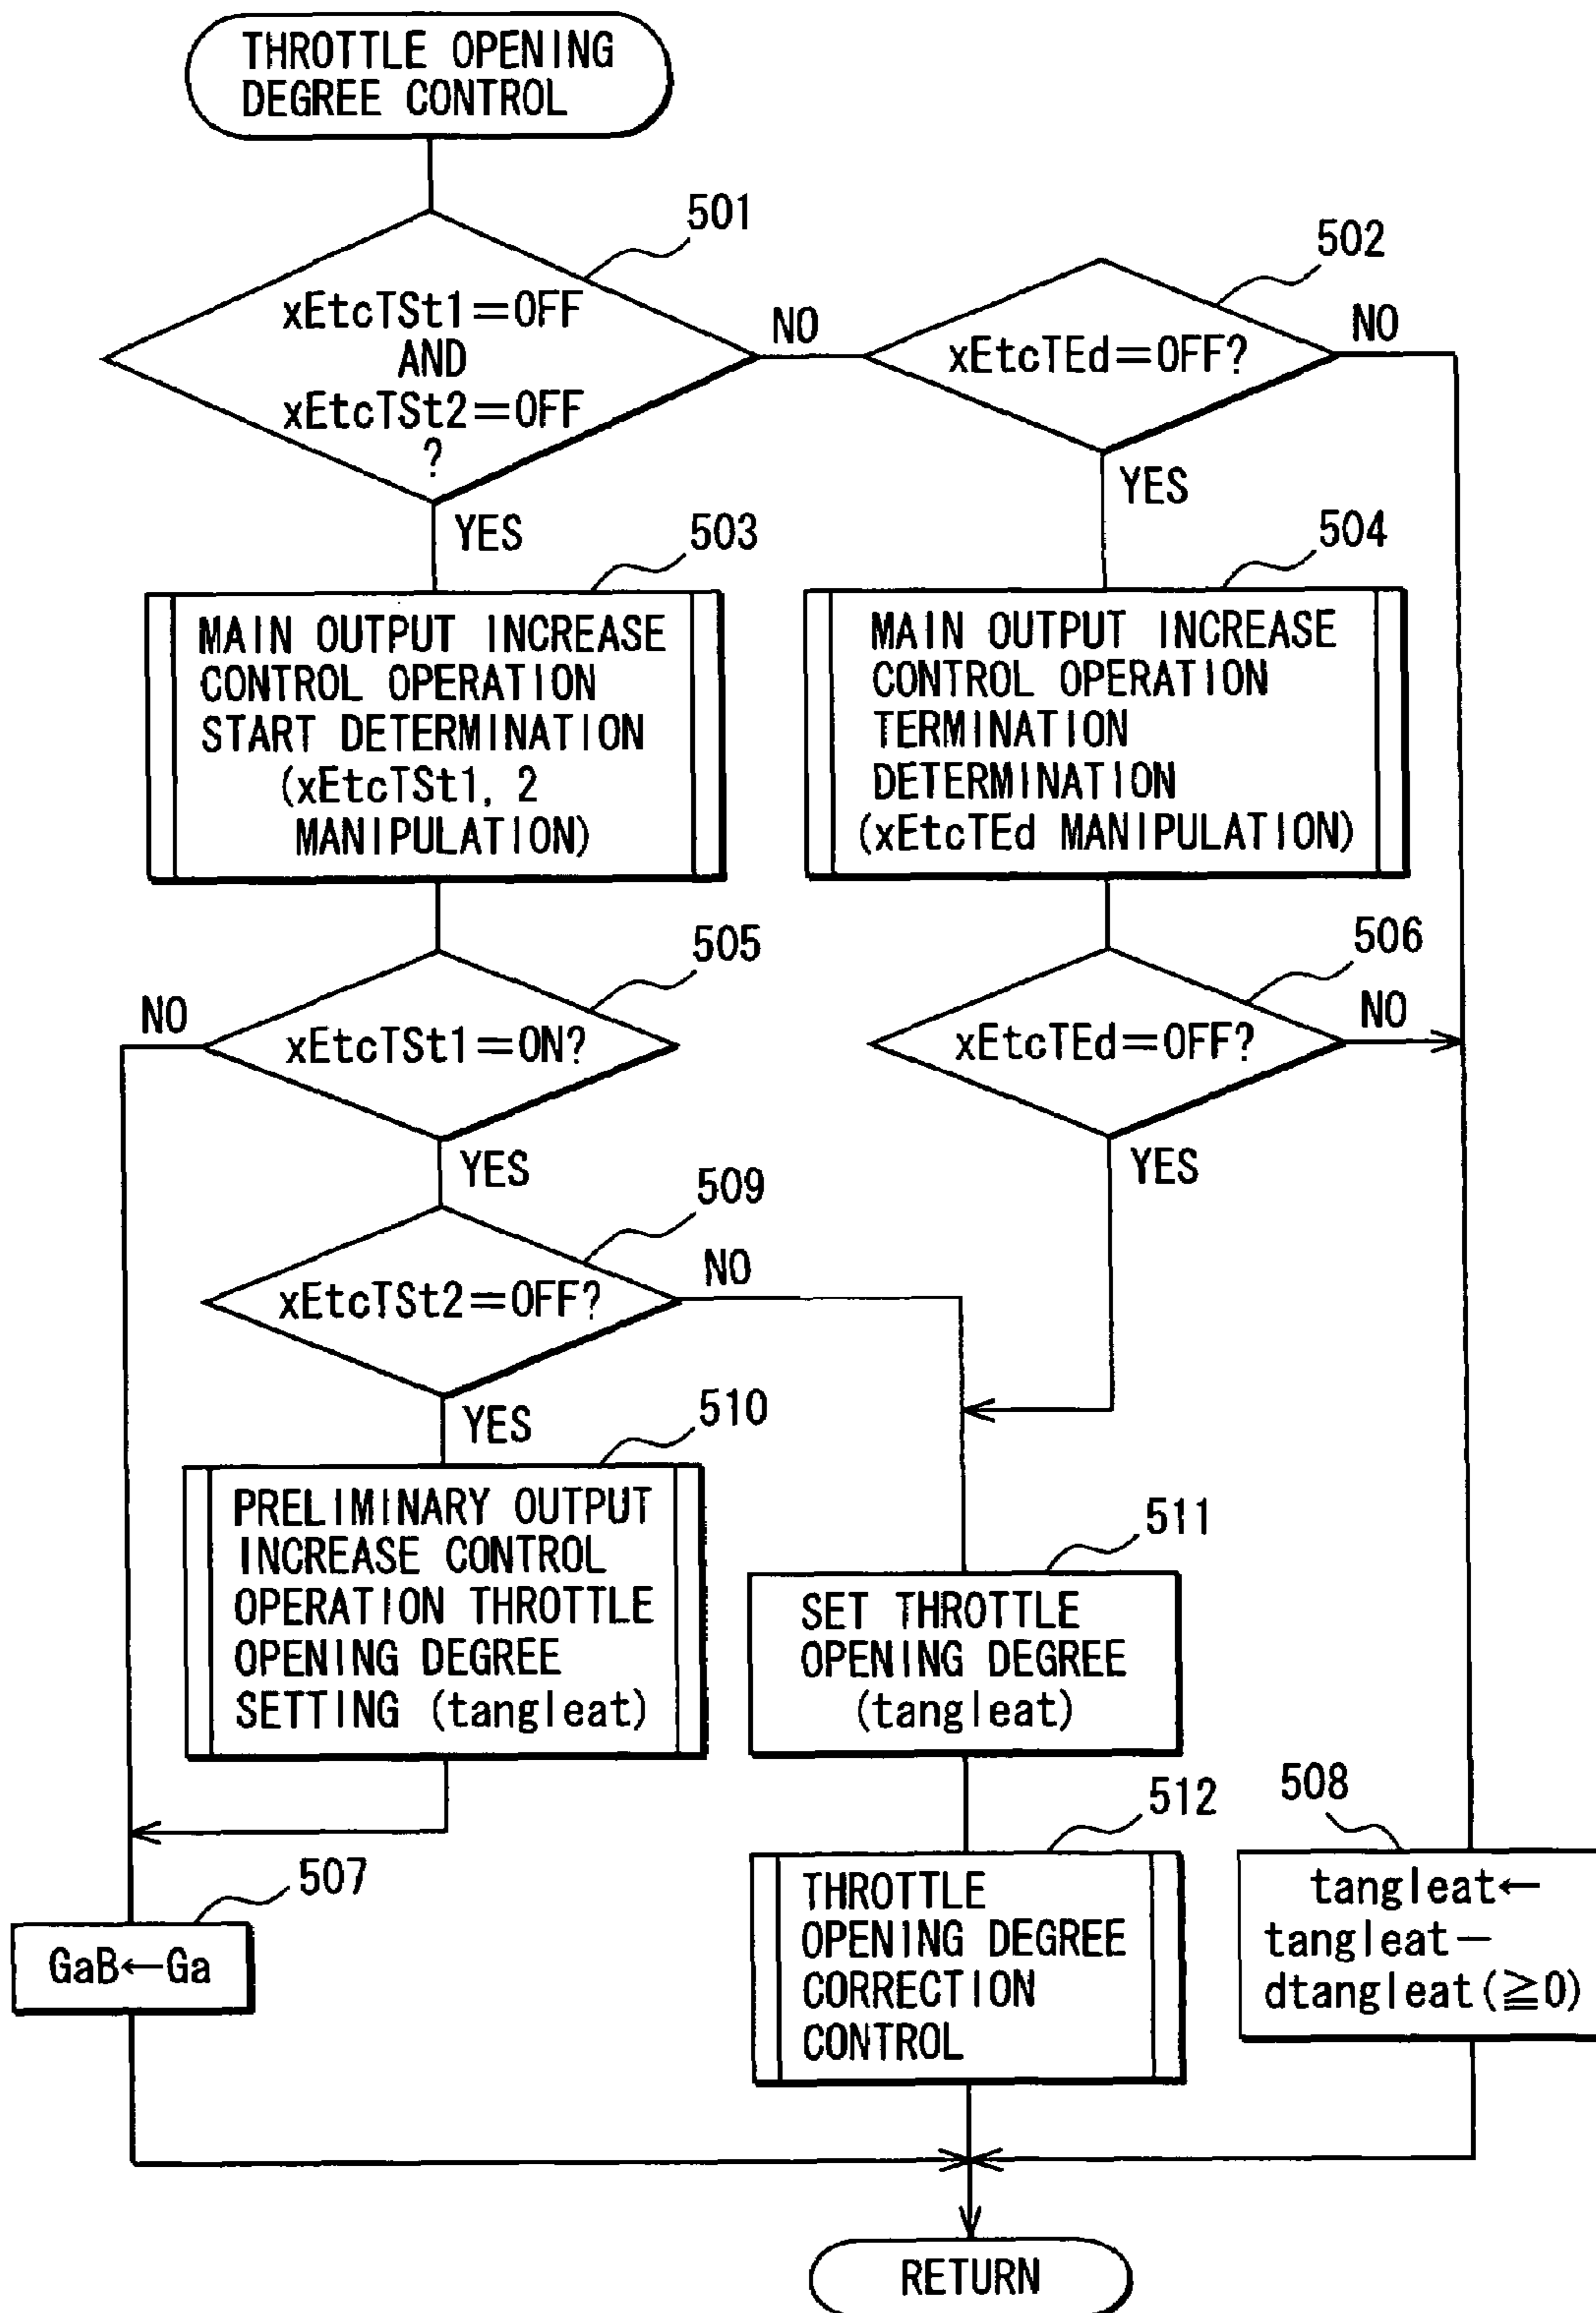 THROTTLE OPENING
DEGREE CONTROL
501
xEtcTSt1=OFF
AND
xEtcTSt2=OFF
?
NO
YES
502
xEtcTEd=OFF?
NO
YES
503
MAIN OUTPUT INCREASE
CONTROL OPERATION
START DETERMINATION
(xEtcTSt1, 2
MANIPULATION)
504
MAIN OUTPUT INCREASE
CONTROL OPERATION
TERMINATION
DETERMINATION
(xEtcTEd MANIPULATION)
505
NO
xEtcTSt1=ON?
YES
506
xEtcTEd=OFF?
NO
YES
509
xEtcTSt2=OFF?
NO
YES
510
PRELIMINARY OUTPUT
INCREASE CONTROL
OPERATION THROTTLE
OPENING DEGREE
SETTING (tangleat)
511
SET THROTTLE
OPENING DEGREE
(tangleat)
512
THROTTLE
OPENING DEGREE
CORRECTION
CONTROL
508
tangleat←
tangleat−
dtangleat(≧0)
507
GaB←Ga
RETURN